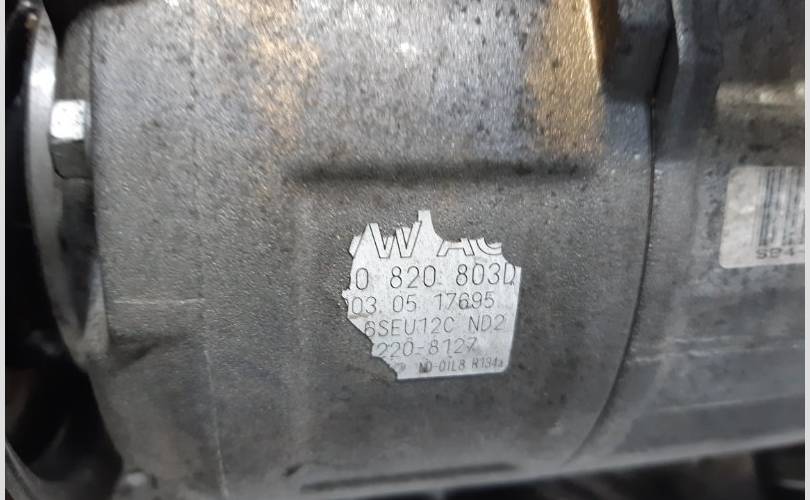 VW AG
0 820 803D
03 05 17695
6SEU12C ND2
220-8127
ND-OIL8 R134a